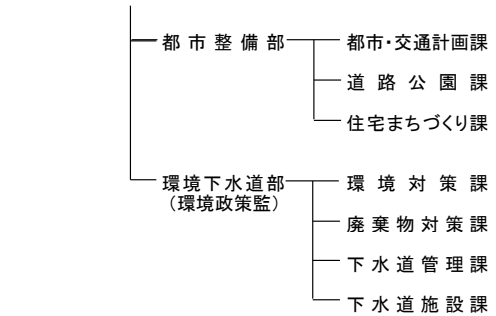 都市整備部 都市・交通計画課
道路公園課
住宅まちづくり課
環境下水道部 環境対策課
(環境政策監)
廃棄物対策課
下水道管理課
下水道施設課